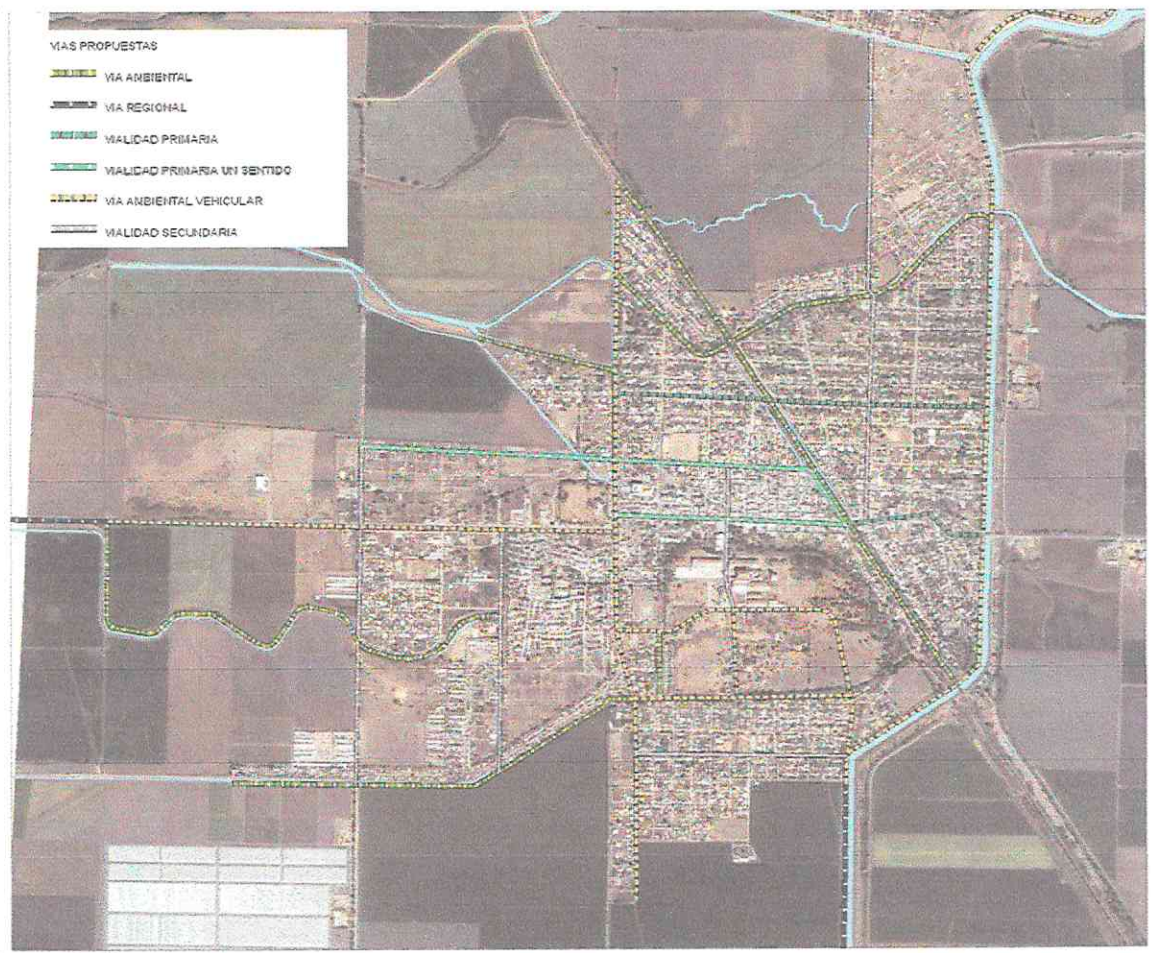 VIAS PROPUESTAS
VIA AMBIENTAL
VIA REGIONAL
VIALIDAD PRIMARIA
VIALIDAD PRIMARIA UN SENTIDO
VIA AMBIENTAL VEHICULAR
VIALIDAD SECUNDARIA